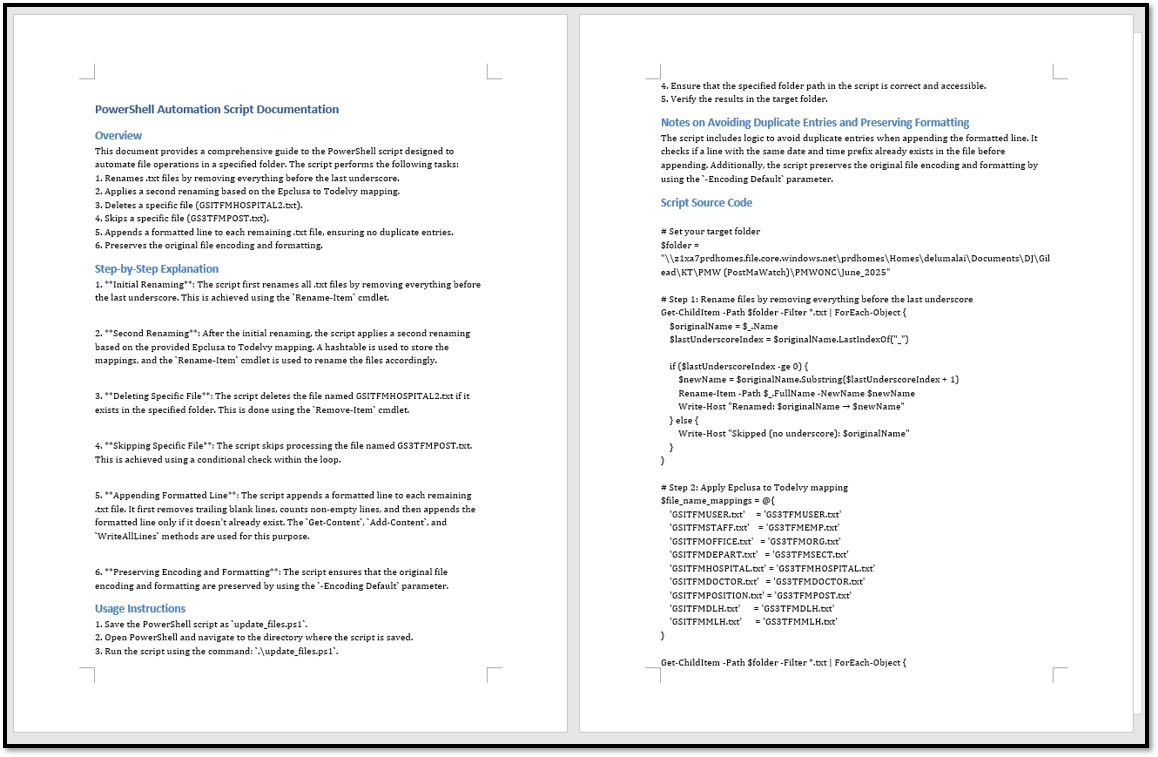 PowerShell Automation Script Documentation
Overview
This document provides a comprehensive guide to the PowerShell script designed to
automate file operations in a specified folder. The script performs the following tasks:
1. Renames .txt files by removing everything before the last underscore.
2. Applies a second renaming based on the Epclusa to Todelvy mapping.
3. Deletes a specific file (GSITFMHOSPITAL2.txt).
4. Skips a specific file (GS3TFMPOST.txt).
5. Appends a formatted line to each remaining .txt file, ensuring no duplicate entries.
6. Preserves the original file encoding and formatting.
Step-by-Step Explanation
1. **Initial Renaming**: The script first renames all .txt files by removing everything before
the last underscore. This is achieved using the `Rename-Item` cmdlet.
2. **Second Renaming**: After the initial renaming, the script applies a second renaming
based on the provided Epclusa to Todelvy mapping. A hashtable is used to store the
mappings, and the `Rename-Item` cmdlet is used to rename the files accordingly.
3. **Deleting Specific File**: The script deletes the file named GSITFMHOSPITAL2.txt if it
exists in the specified folder. This is done using the `Remove-Item` cmdlet.
4. **Skipping Specific File**: The script skips processing the file named GS3TFMPOST.txt.
This is achieved using a conditional check within the loop.
5. **Appending Formatted Line**: The script appends a formatted line to each remaining
.txt file. It first removes trailing blank lines, counts non-empty lines, and then appends the
formatted line only if it doesn't already exist. The `Get-Content`, `Add-Content`, and
`WriteAllLines` methods are used for this purpose.
6. **Preserving Encoding and Formatting**: The script ensures that the original file
encoding and formatting are preserved by using the `-Encoding Default` parameter.
Usage Instructions
1. Save the PowerShell script as `update_files.ps1`.
2. Open PowerShell and navigate to the directory where the script is saved.
3. Run the script using the command: `.\update_files.ps1`.
4. Ensure that the specified folder path in the script is correct and accessible.
5. Verify the results in the target folder.
Notes on Avoiding Duplicate Entries and Preserving Formatting
The script includes logic to avoid duplicate entries when appending the formatted line. It
checks if a line with the same date and time prefix already exists in the file before
appending. Additionally, the script preserves the original file encoding and formatting by
using the `-Encoding Default` parameter.
Script Source Code
# Set your target folder
$folder =
"\\z1xa7prdhomes.file.core.windows.net\prdhomes\Homes\delumalai\Documents\DJ\Gil
ead\KT\PMW (PostMaWatch)\PMWONC\June_2025"
# Step 1: Rename files by removing everything before the last underscore
Get-ChildItem -Path $folder -Filter *.txt | ForEach-Object {
$originalName = $_.Name
$lastUnderscoreIndex = $originalName.LastIndexOf("_")
if ($lastUnderscoreIndex -ge 0) {
$newName = $originalName.Substring($lastUnderscoreIndex + 1)
Rename-Item -Path $_.FullName -NewName $newName
Write-Host "Renamed: $originalName → $newName"
} else {
Write-Host "Skipped (no underscore): $originalName"
}
}
# Step 2: Apply Epclusa to Todelvy mapping
$file_name_mappings = @{
'GSITFMUSER.txt' = 'GS3TFMUSER.txt'
'GSITFMSTAFF.txt' = 'GS3TFMEMP.txt'
'GSITFMOFFICE.txt' = 'GS3TFMORG.txt'
'GSITFMDEPART.txt' = 'GS3TFMSECT.txt'
'GSITFMHOSPITAL.txt' = 'GS3TFMHOSPITAL.txt'
'GSITFMDOCTOR.txt' = 'GS3TFMDOCTOR.txt'
'GSITFMPOSITION.txt' = 'GS3TFMPOST.txt'
'GSITFMDLH.txt' = 'GS3TFMDLH.txt'
'GSITFMMLH.txt' = 'GS3TFMMLH.txt'
}
Get-ChildItem -Path $folder -Filter *.txt | ForEach-Object {